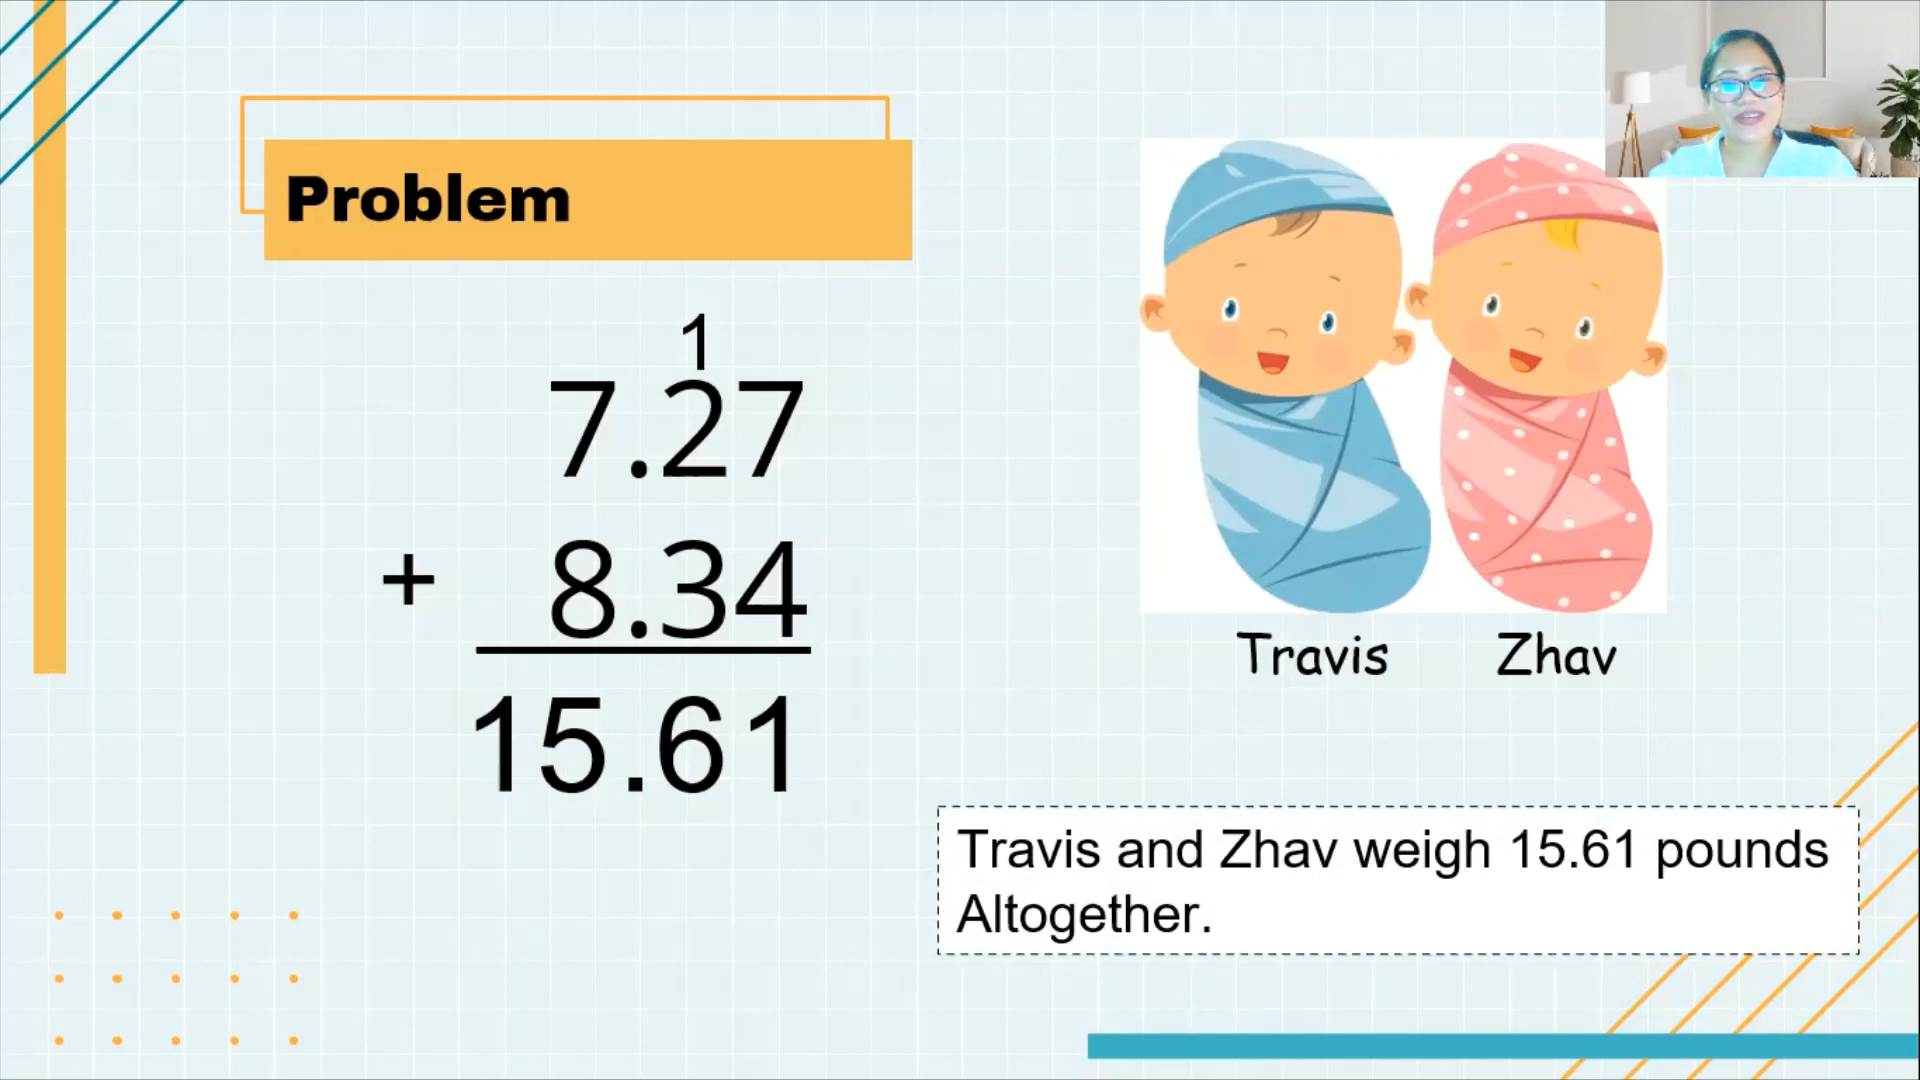 Problem
1
7.27
+ 8.34
15.61
Travis Zhav
Travis and Zhav weigh 15.61 pounds
Altogether.